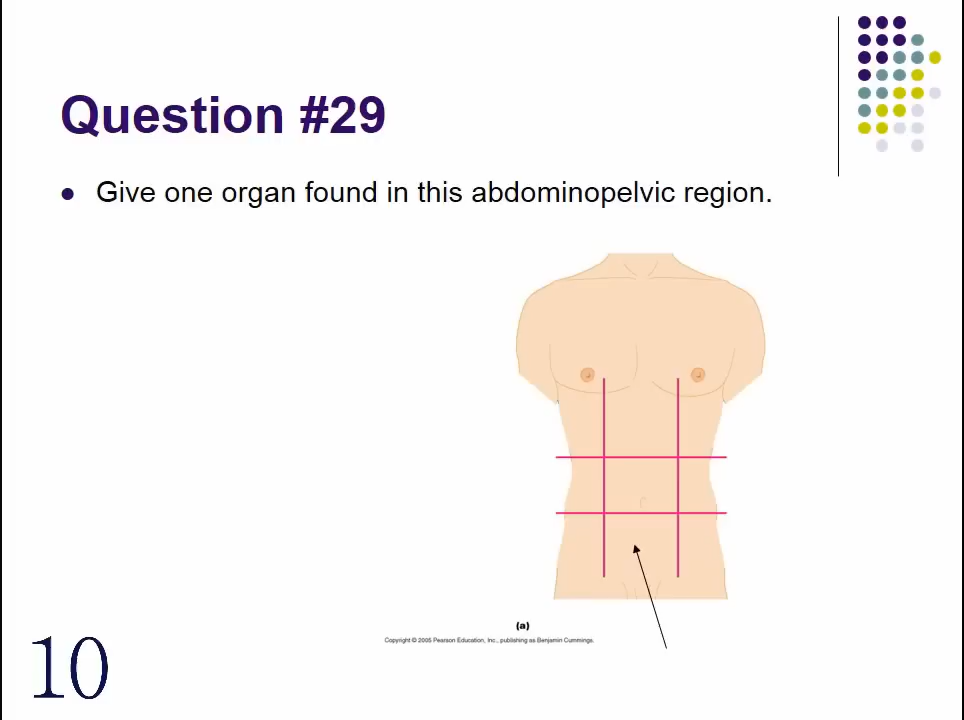 Question #29
● Give one organ found in this abdominopelvic region.
(a)
Copyright © 2005 Pearson Education, Inc., publishing as Benjamin Cummings.
10